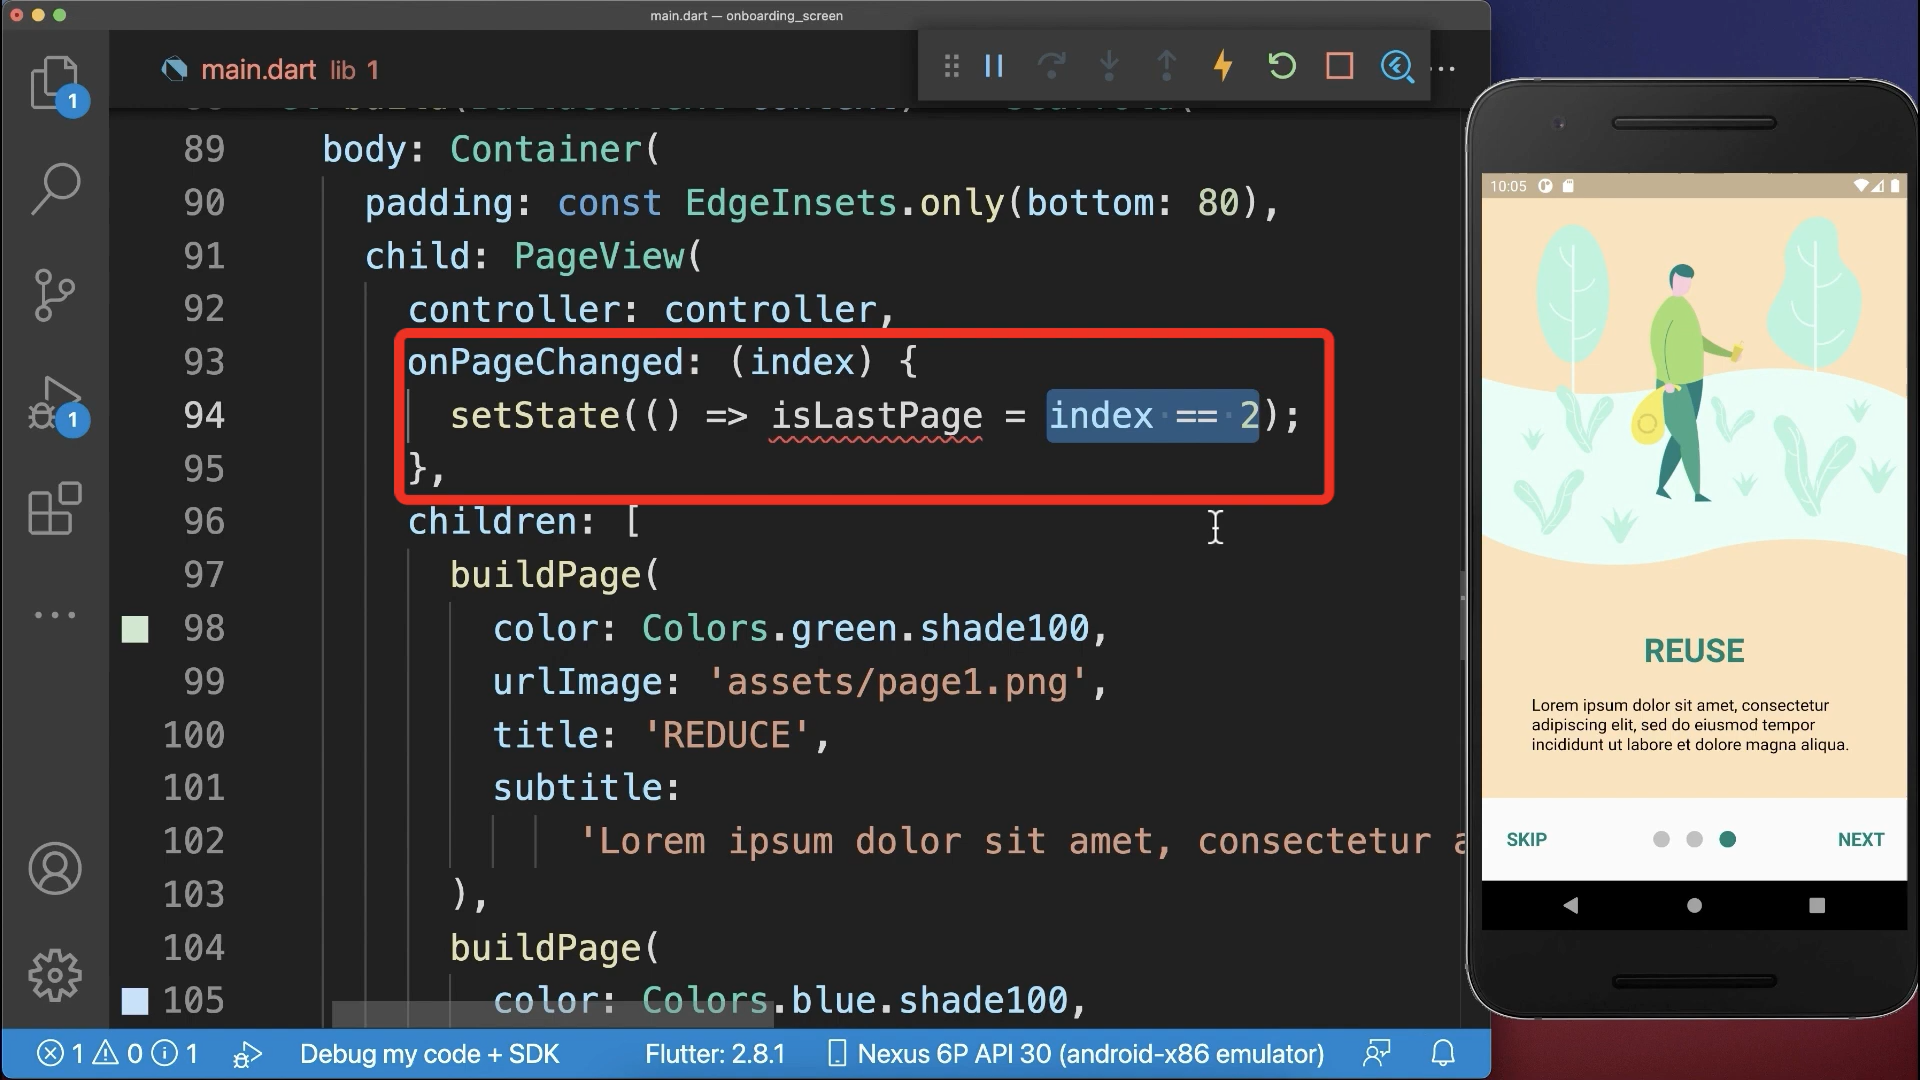 main.dart — onboarding_screen
main.dart lib 1
1
89 body: Container(
90 padding: const EdgeInsets.only(bottom: 80),
91 child: PageView(
92 controller: controller,
93 onPageChanged: (index) {
94 setState(() => isLastPage = index == 2);
95 },
96 children: [
97 buildPage(
98 color: Colors.green.shade100,
99 urlImage: 'assets/page1.png',
100 title: 'REDUCE',
101 subtitle:
102 'Lorem ipsum dolor sit amet, consectetur a
103 ),
104 buildPage(
105 color: Colors.blue.shade100,
1
1 0 1 Debug my code + SDK Flutter: 2.8.1 Nexus 6P API 30 (android-x86 emulator)
10:05
REUSE
Lorem ipsum dolor sit amet, consectetur
adipiscing elit, sed do eiusmod tempor
incididunt ut labore et dolore magna aliqua.
SKIP NEXT